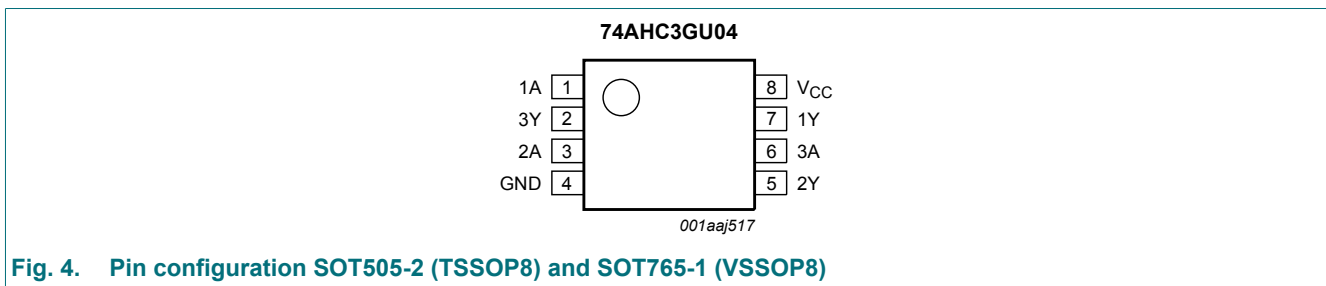 74AHC3GU04
1A 1 8 VCC
3Y 2 7 1Y
2A 3 6 3A
GND 4 5 2Y
001aaj517
Fig. 4. Pin configuration SOT505-2 (TSSOP8) and SOT765-1 (VSSOP8)